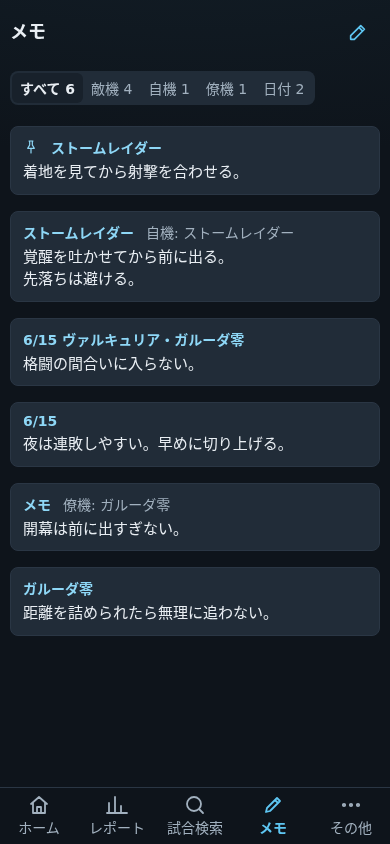 メモ
すべて 6 敵機 4 自機 1 僚機 1 日付 2
ストームレイダー
着地を見てから射撃を合わせる。
ストームレイダー 自機: ストームレイダー
覚醒を吐かせてから前に出る。
先落ちは避ける。
6/15 ヴァルキュリア・ガルーダ零
格闘の間合いに入らない。
6/15
夜は連敗しやすい。早めに切り上げる。
メモ 僚機: ガルーダ零
開幕は前に出すぎない。
ガルーダ零
距離を詰められたら無理に追わない。
ホーム レポート 試合検索 メモ その他